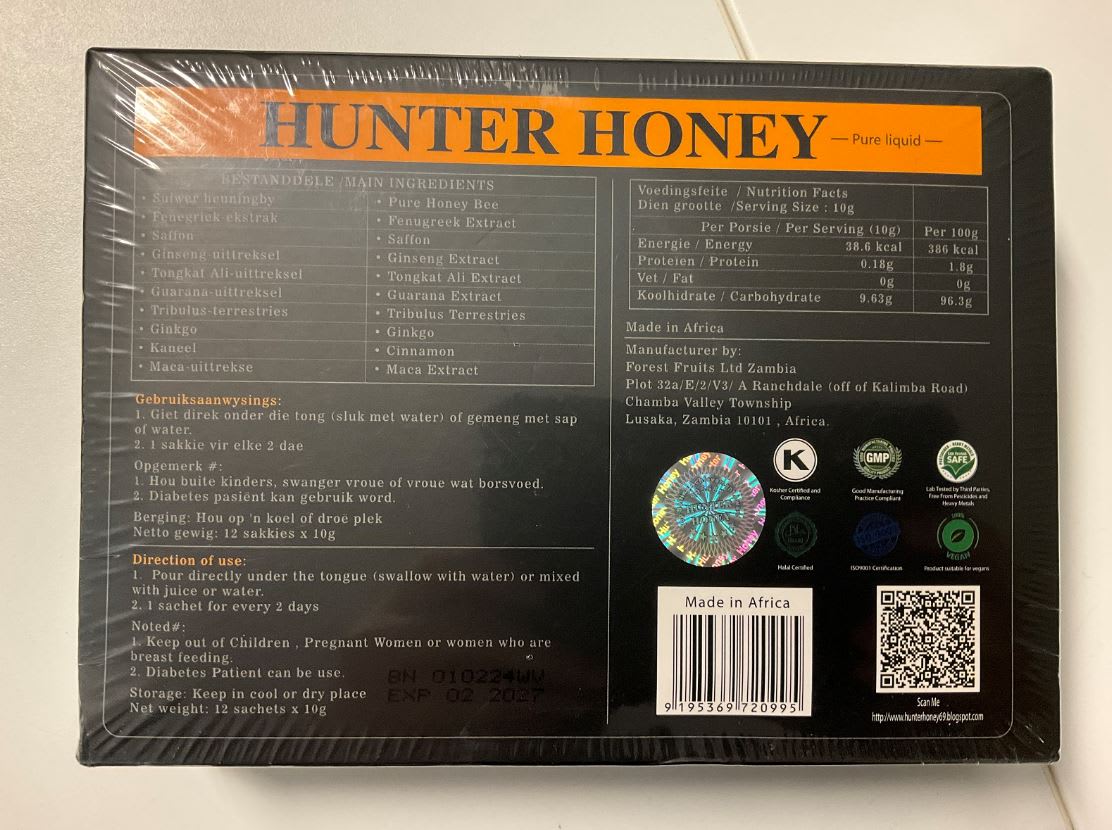 HUNTER HONEY — Pure liquid —
BESTANDDELE /MAIN INGREDIENTS
• Suiwer heuningby • Pure Honey Bee
• Fenegriek-ekstrak • Fenugreek Extract
• Saffon • Saffon
• Ginseng-uittreksel • Ginseng Extract
• Tongkat Ali-uittreksel • Tongkat Ali Extract
• Guarana-uittreksel • Guarana Extract
• Tribulus-terrestries • Tribulus Terrestries
• Ginkgo • Ginkgo
• Kaneel • Cinnamon
• Maca-uittrekse • Maca Extract
Gebruiksaanwysings:
1. Giet direk onder die tong (sluk met water) of gemeng met sap
of water.
2. 1 sakkie vir elke 2 dae
Opgemerk #:
1. Hou buite kinders, swanger vroue of vroue wat borsvoed.
2. Diabetes pasiënt kan gebruik word.
Berging: Hou op 'n koel of droe plek
Netto gewig: 12 sakkies x 10g
Direction of use:
1. Pour directly under the tongue (swallow with water) or mixed
with juice or water.
2. 1 sachet for every 2 days
Noted#:
1. Keep out of Children , Pregnant Women or women who are
breast feeding.
2. Diabetes Patient can be use.
Storage: Keep in cool or dry place
Net weight: 12 sachets x 10g
BN 010224WV
EXP 02 2027
Voedingsfeite / Nutrition Facts
Dien grootte /Serving Size : 10g
Per Porsie / Per Serving (10g) Per 100g
Energie / Energy 38.6 kcal 386 kcal
Proteien / Protein 0.18g 1.8g
Vet / Fat 0g 0g
Koolhidrate / Carbohydrate 9.63g 96.3g
Made in Africa
Manufacturer by:
Forest Fruits Ltd Zambia
Plot 32a/E/2/V3/ A Ranchdale (off of Kalimba Road)
Chamba Valley Township
Lusaka, Zambia 10101 , Africa.
K
GMP
SAFE
Kosher Certified and
Compliance
Good Manufacturing
Practice Compliant
Lab Tested by Third Parties,
Free From Pesticides and
Heavy Metals
VEGAN
Halal Certified
ISO9001 Certification
Product suitable for vegans
Made in Africa
9 195369 720995
Scan Me
http://www.hunterhoney69.blogspot.com